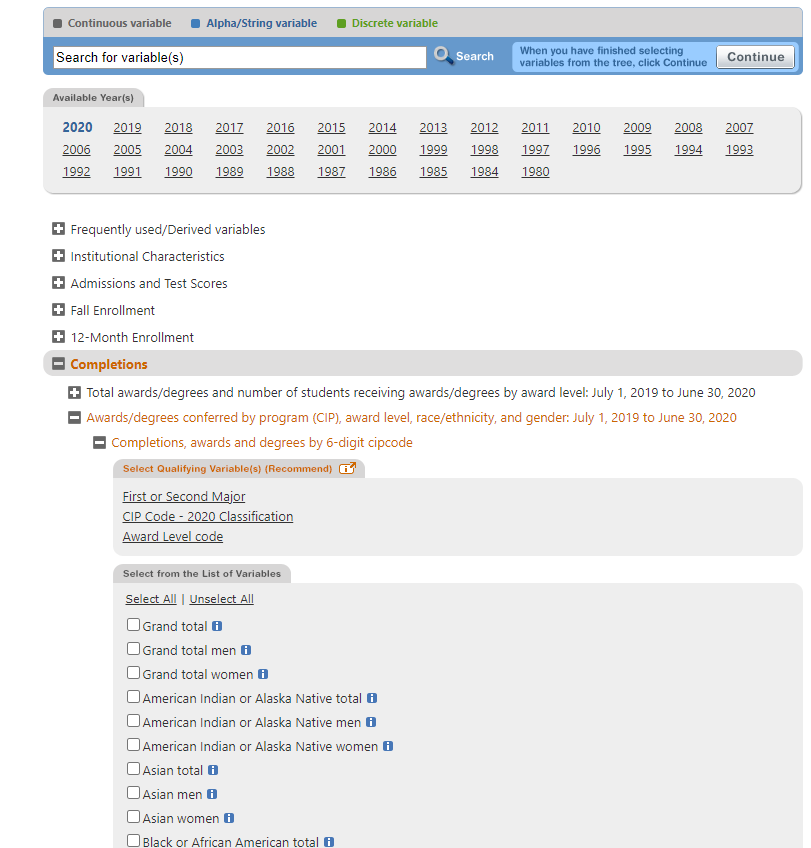 Continuous variable Alpha/String variable Discrete variable
Search for variable(s) Search When you have finished selecting variables from the tree, click Continue Continue
Available Year(s)
2020 2019 2018 2017 2016 2015 2014 2013 2012 2011 2010 2009 2008 2007
2006 2005 2004 2003 2002 2001 2000 1999 1998 1997 1996 1995 1994 1993
1992 1991 1990 1989 1988 1987 1986 1985 1984 1980
Frequently used/Derived variables
Institutional Characteristics
Admissions and Test Scores
Fall Enrollment
12-Month Enrollment
Completions
Total awards/degrees and number of students receiving awards/degrees by award level: July 1, 2019 to June 30, 2020
Awards/degrees conferred by program (CIP), award level, race/ethnicity, and gender: July 1, 2019 to June 30, 2020
Completions, awards and degrees by 6-digit cipcode
Select Qualifying Variable(s) (Recommend)
First or Second Major
CIP Code - 2020 Classification
Award Level code
Select from the List of Variables
Select All | Unselect All
Grand total
Grand total men
Grand total women
American Indian or Alaska Native total
American Indian or Alaska Native men
American Indian or Alaska Native women
Asian total
Asian men
Asian women
Black or African American total